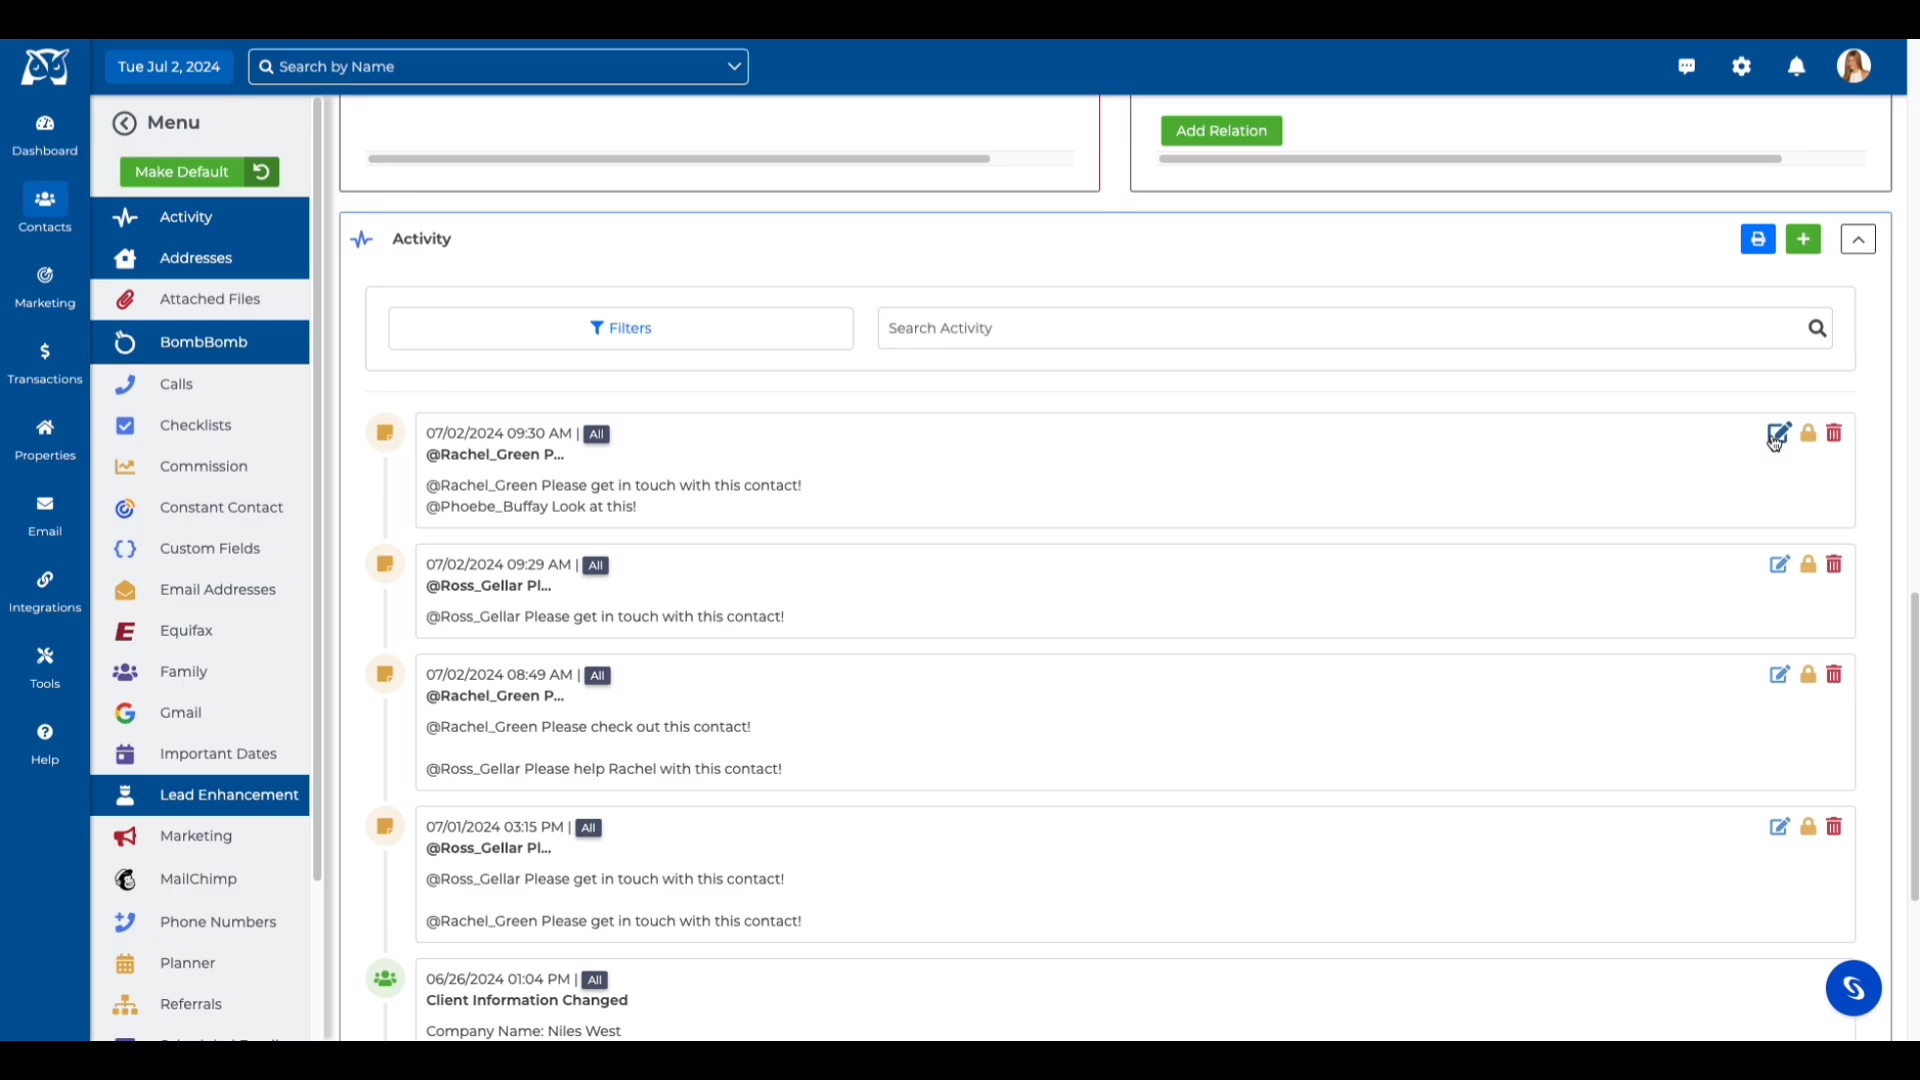 Tue Jul 2, 2024
Search by Name
Dashboard
Contacts
Marketing
Transactions
Properties
Email
Integrations
Tools
Help
Menu
Make Default
Activity
Addresses
Attached Files
BombBomb
Calls
Checklists
Commission
Constant Contact
Custom Fields
Email Addresses
Equifax
Family
Gmail
Important Dates
Lead Enhancement
Marketing
MailChimp
Phone Numbers
Planner
Referrals
Add Relation
Activity
Filters
Search Activity
07/02/2024 09:30 AM | All
@Rachel_Green P...
@Rachel_Green Please get in touch with this contact!
@Phoebe_Buffay Look at this!
07/02/2024 09:29 AM | All
@Ross_Gellar Pl...
@Ross_Gellar Please get in touch with this contact!
07/02/2024 08:49 AM | All
@Rachel_Green P...
@Rachel_Green Please check out this contact!
@Ross_Gellar Please help Rachel with this contact!
07/01/2024 03:15 PM | All
@Ross_Gellar Pl...
@Ross_Gellar Please get in touch with this contact!
@Rachel_Green Please get in touch with this contact!
06/26/2024 01:04 PM | All
Client Information Changed
Company Name: Niles West